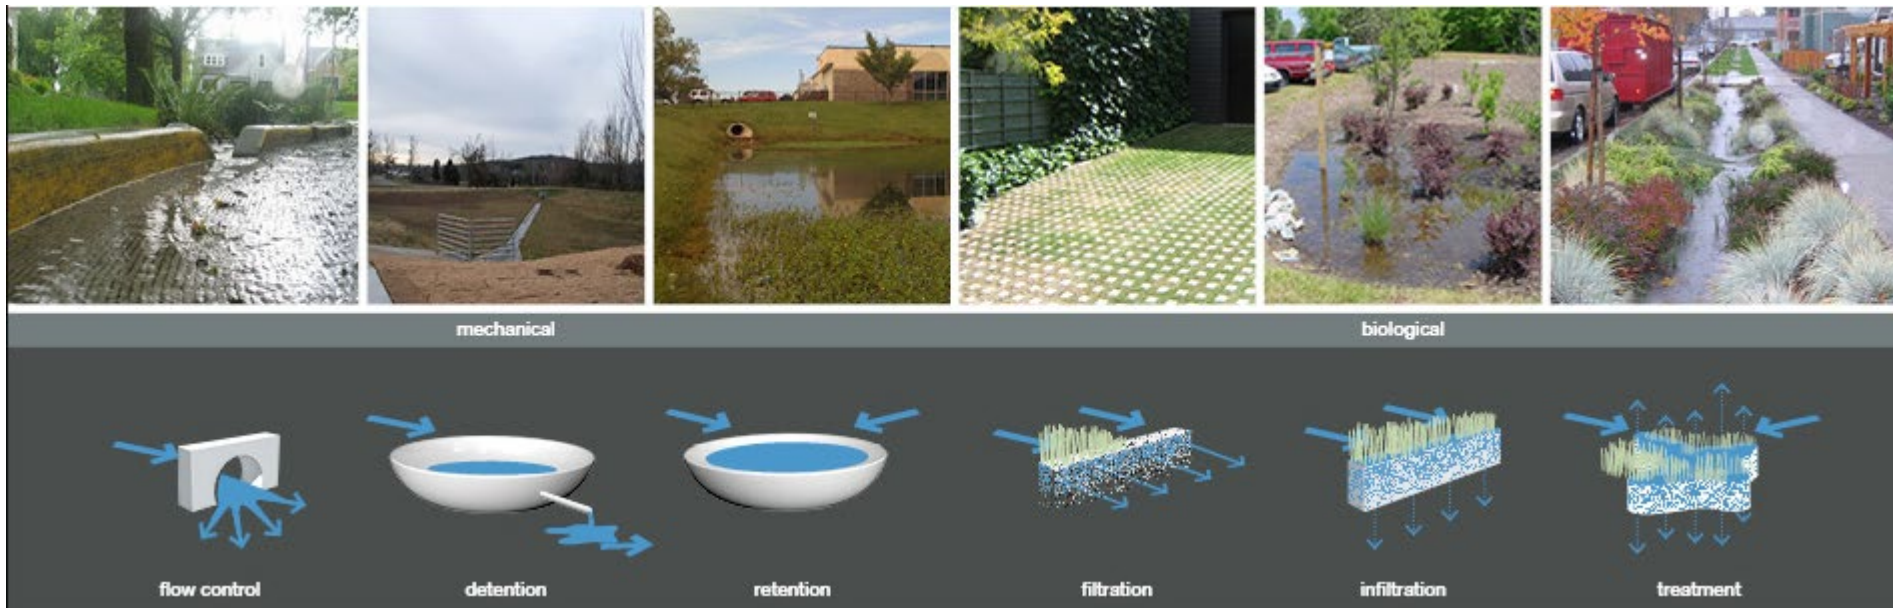 mechanical
biological
flow control
detention
retention
filtration
infiltration
treatment